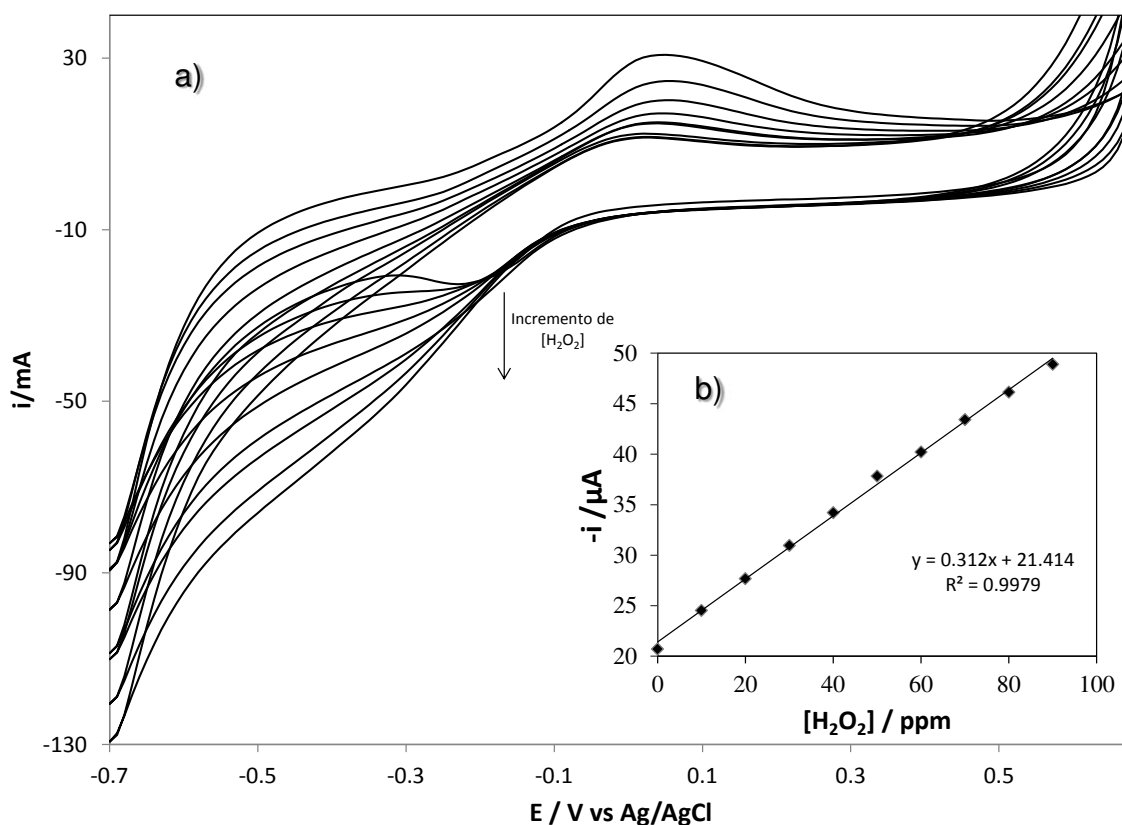 a)
30
-10
-50
-90
-130
i/mA
-0.7
-0.5
-0.3
-0.1
0.1
0.3
0.5
E / V vs Ag/AgCl
Incremento de
[H₂O₂]
b)
50
45
40
35
30
25
20
-i /µA
y = 0.312x + 21.414
R² = 0.9979
0
20
40
60
80
100
[H₂O₂] / ppm